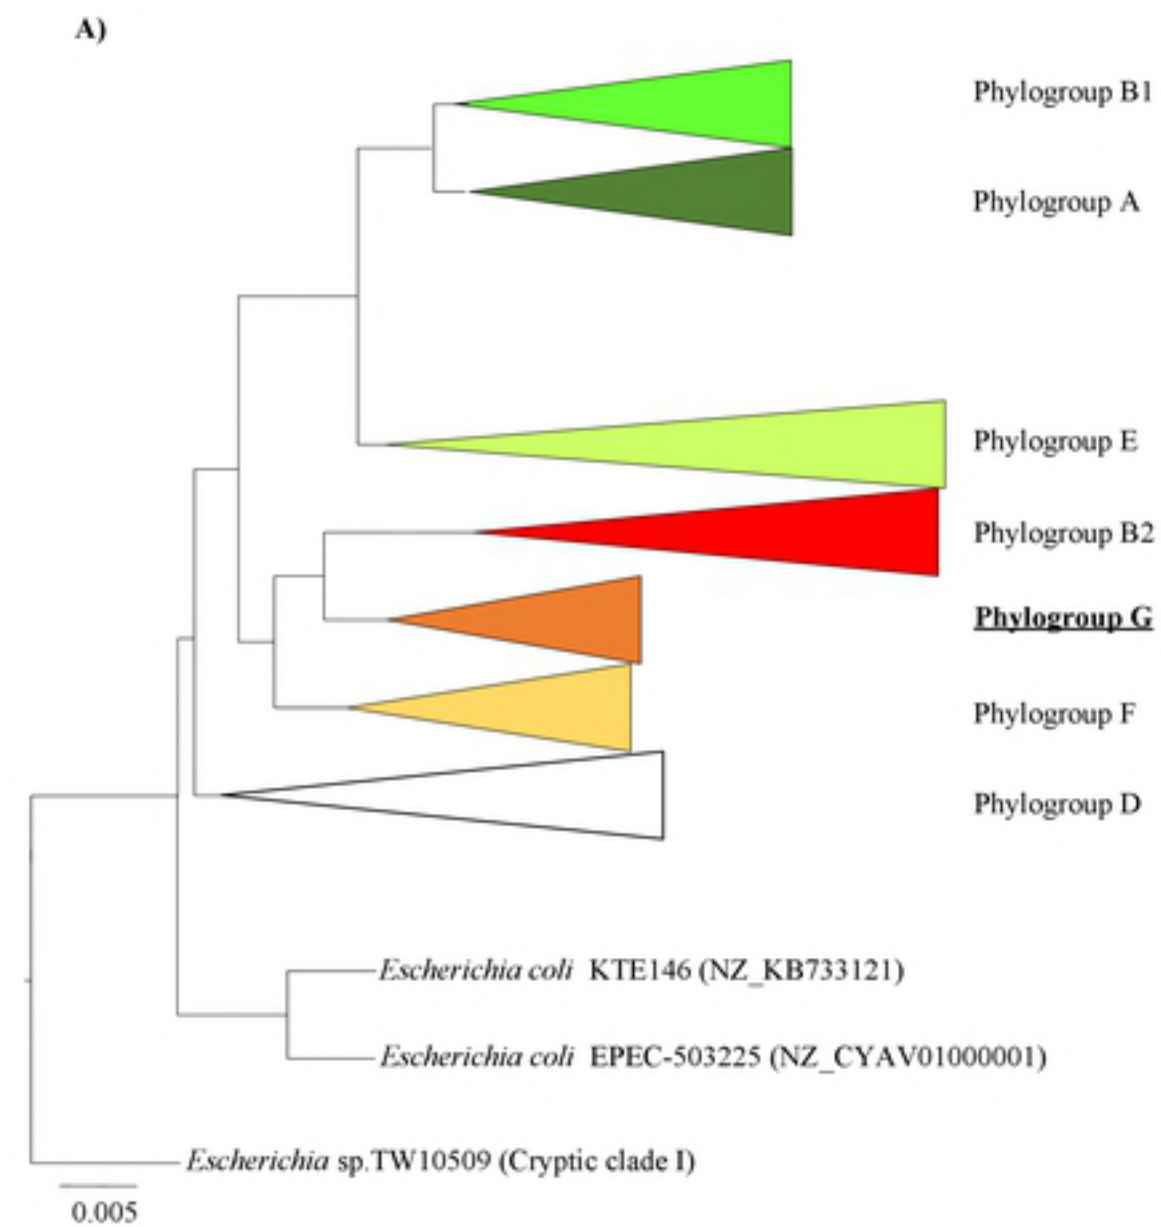 A)
Phylogroup B1
Phylogroup A
Phylogroup E
Phylogroup B2
Phylogroup G
Phylogroup F
Phylogroup D
Escherichia coli KTE146 (NZ_KB733121)
Escherichia coli EPEC-503225 (NZ_CYAV01000001)
Escherichia sp.TW10509 (Cryptic clade I)
0.005